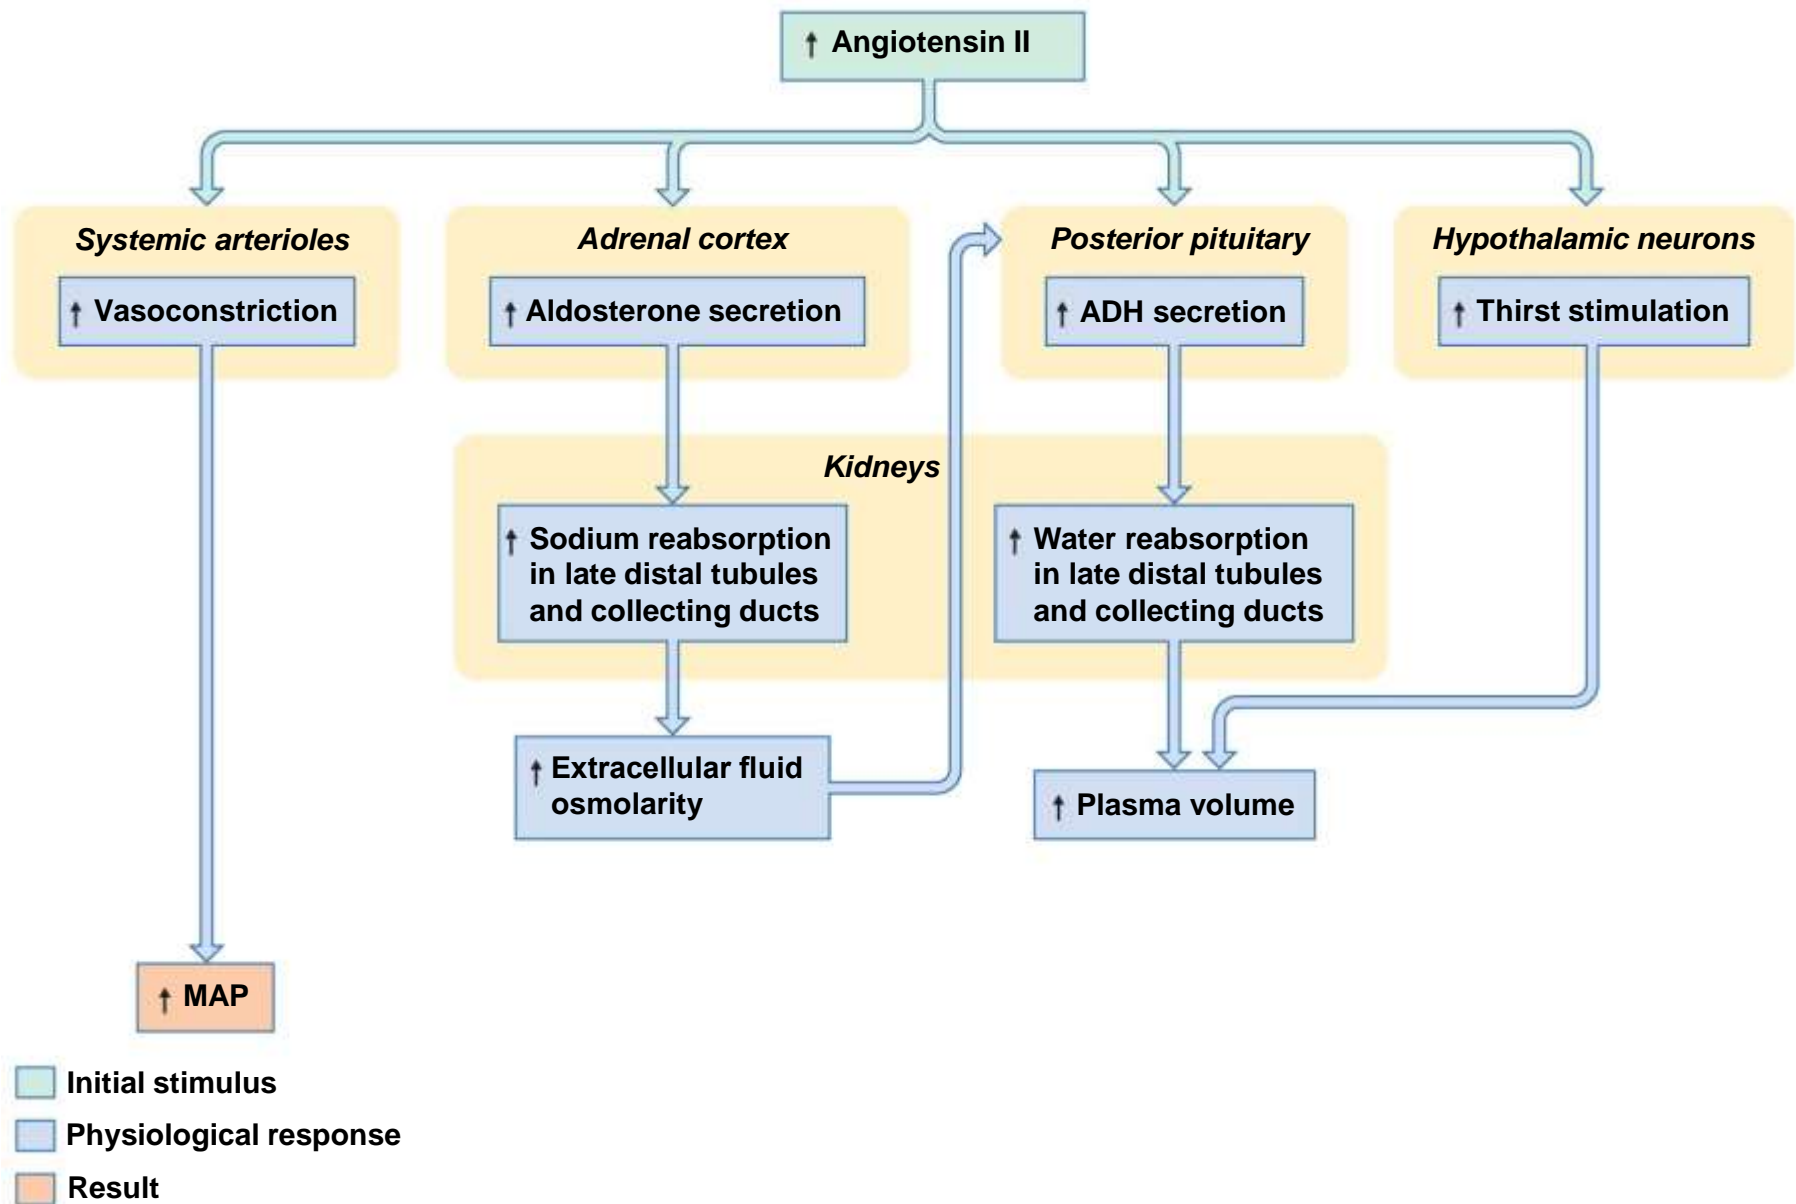 ↑ Angiotensin II
Systemic arterioles
↑ Vasoconstriction
Adrenal cortex
↑ Aldosterone secretion
Posterior pituitary
↑ ADH secretion
Hypothalamic neurons
↑ Thirst stimulation
Kidneys
↑ Sodium reabsorption
in late distal tubules
and collecting ducts
↑ Water reabsorption
in late distal tubules
and collecting ducts
↑ Extracellular fluid
osmolarity
↑ Plasma volume
↑ MAP
Initial stimulus
Physiological response
Result